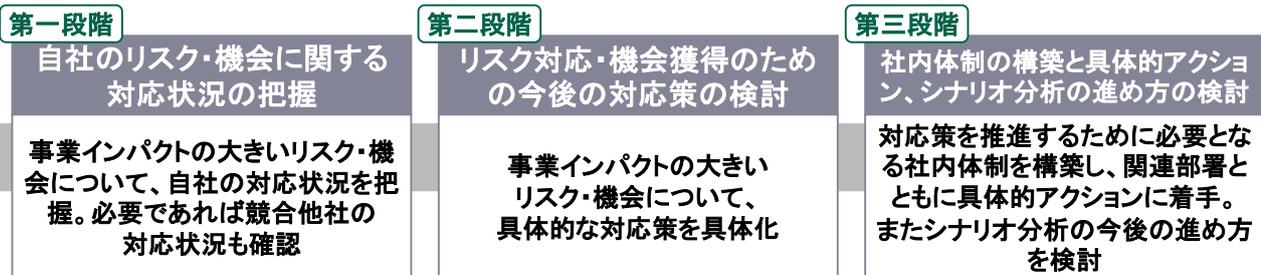 第一段階
自社のリスク・機会に関する
対応状況の把握
事業インパクトの大きいリスク・機
会について、自社の対応状況を把
握。必要であれば競合他社の
対応状況も確認
第二段階
リスク対応・機会獲得のため
の今後の対応策の検討
事業インパクトの大きい
リスク・機会について、
具体的な対応策を具体化
第三段階
社内体制の構築と具体的アクショ
ン、シナリオ分析の進め方の検討
対応策を推進するために必要とな
る社内体制を構築し、関連部署と
ともに具体的アクションに着手。
またシナリオ分析の今後の進め方
を検討